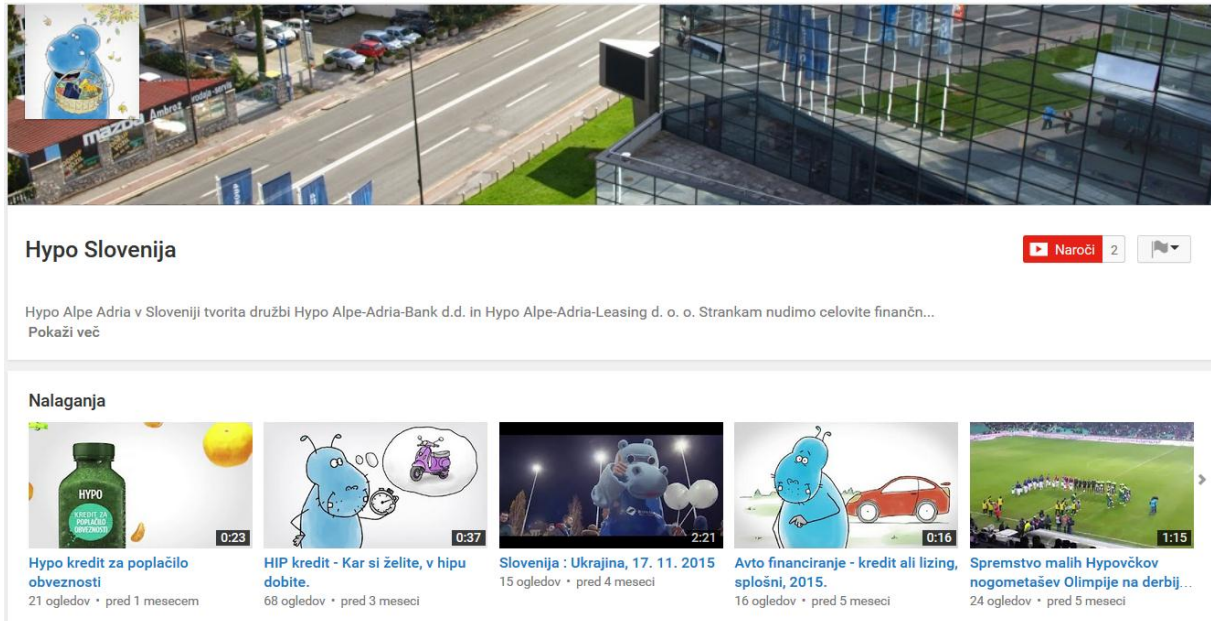 mazda Ambrož prodaja-servis
Hypo Slovenija
Naroči 2
Hypo Alpe Adria v Sloveniji tvorita družbi Hypo Alpe-Adria-Bank d.d. in Hypo Alpe-Adria-Leasing d. o. o. Strankam nudimo celovite finančn...
Pokaži več
Nalaganja
HYPO
KREDIT ZA
POPLAČILO
OBVEZNOSTI
0:23
0:37
2:21
0:16
1:15
Hypo kredit za poplačilo
obveznosti
21 ogledov • pred 1 mesecem
HIP kredit - Kar si želite, v hipu
dobite.
68 ogledov • pred 3 meseci
Slovenija : Ukrajina, 17. 11. 2015
15 ogledov • pred 4 meseci
Avto financiranje - kredit ali lizing,
splošni, 2015.
16 ogledov • pred 5 meseci
Spremstvo malih Hypovčkov
nogometašev Olimpije na derbij...
24 ogledov • pred 5 meseci